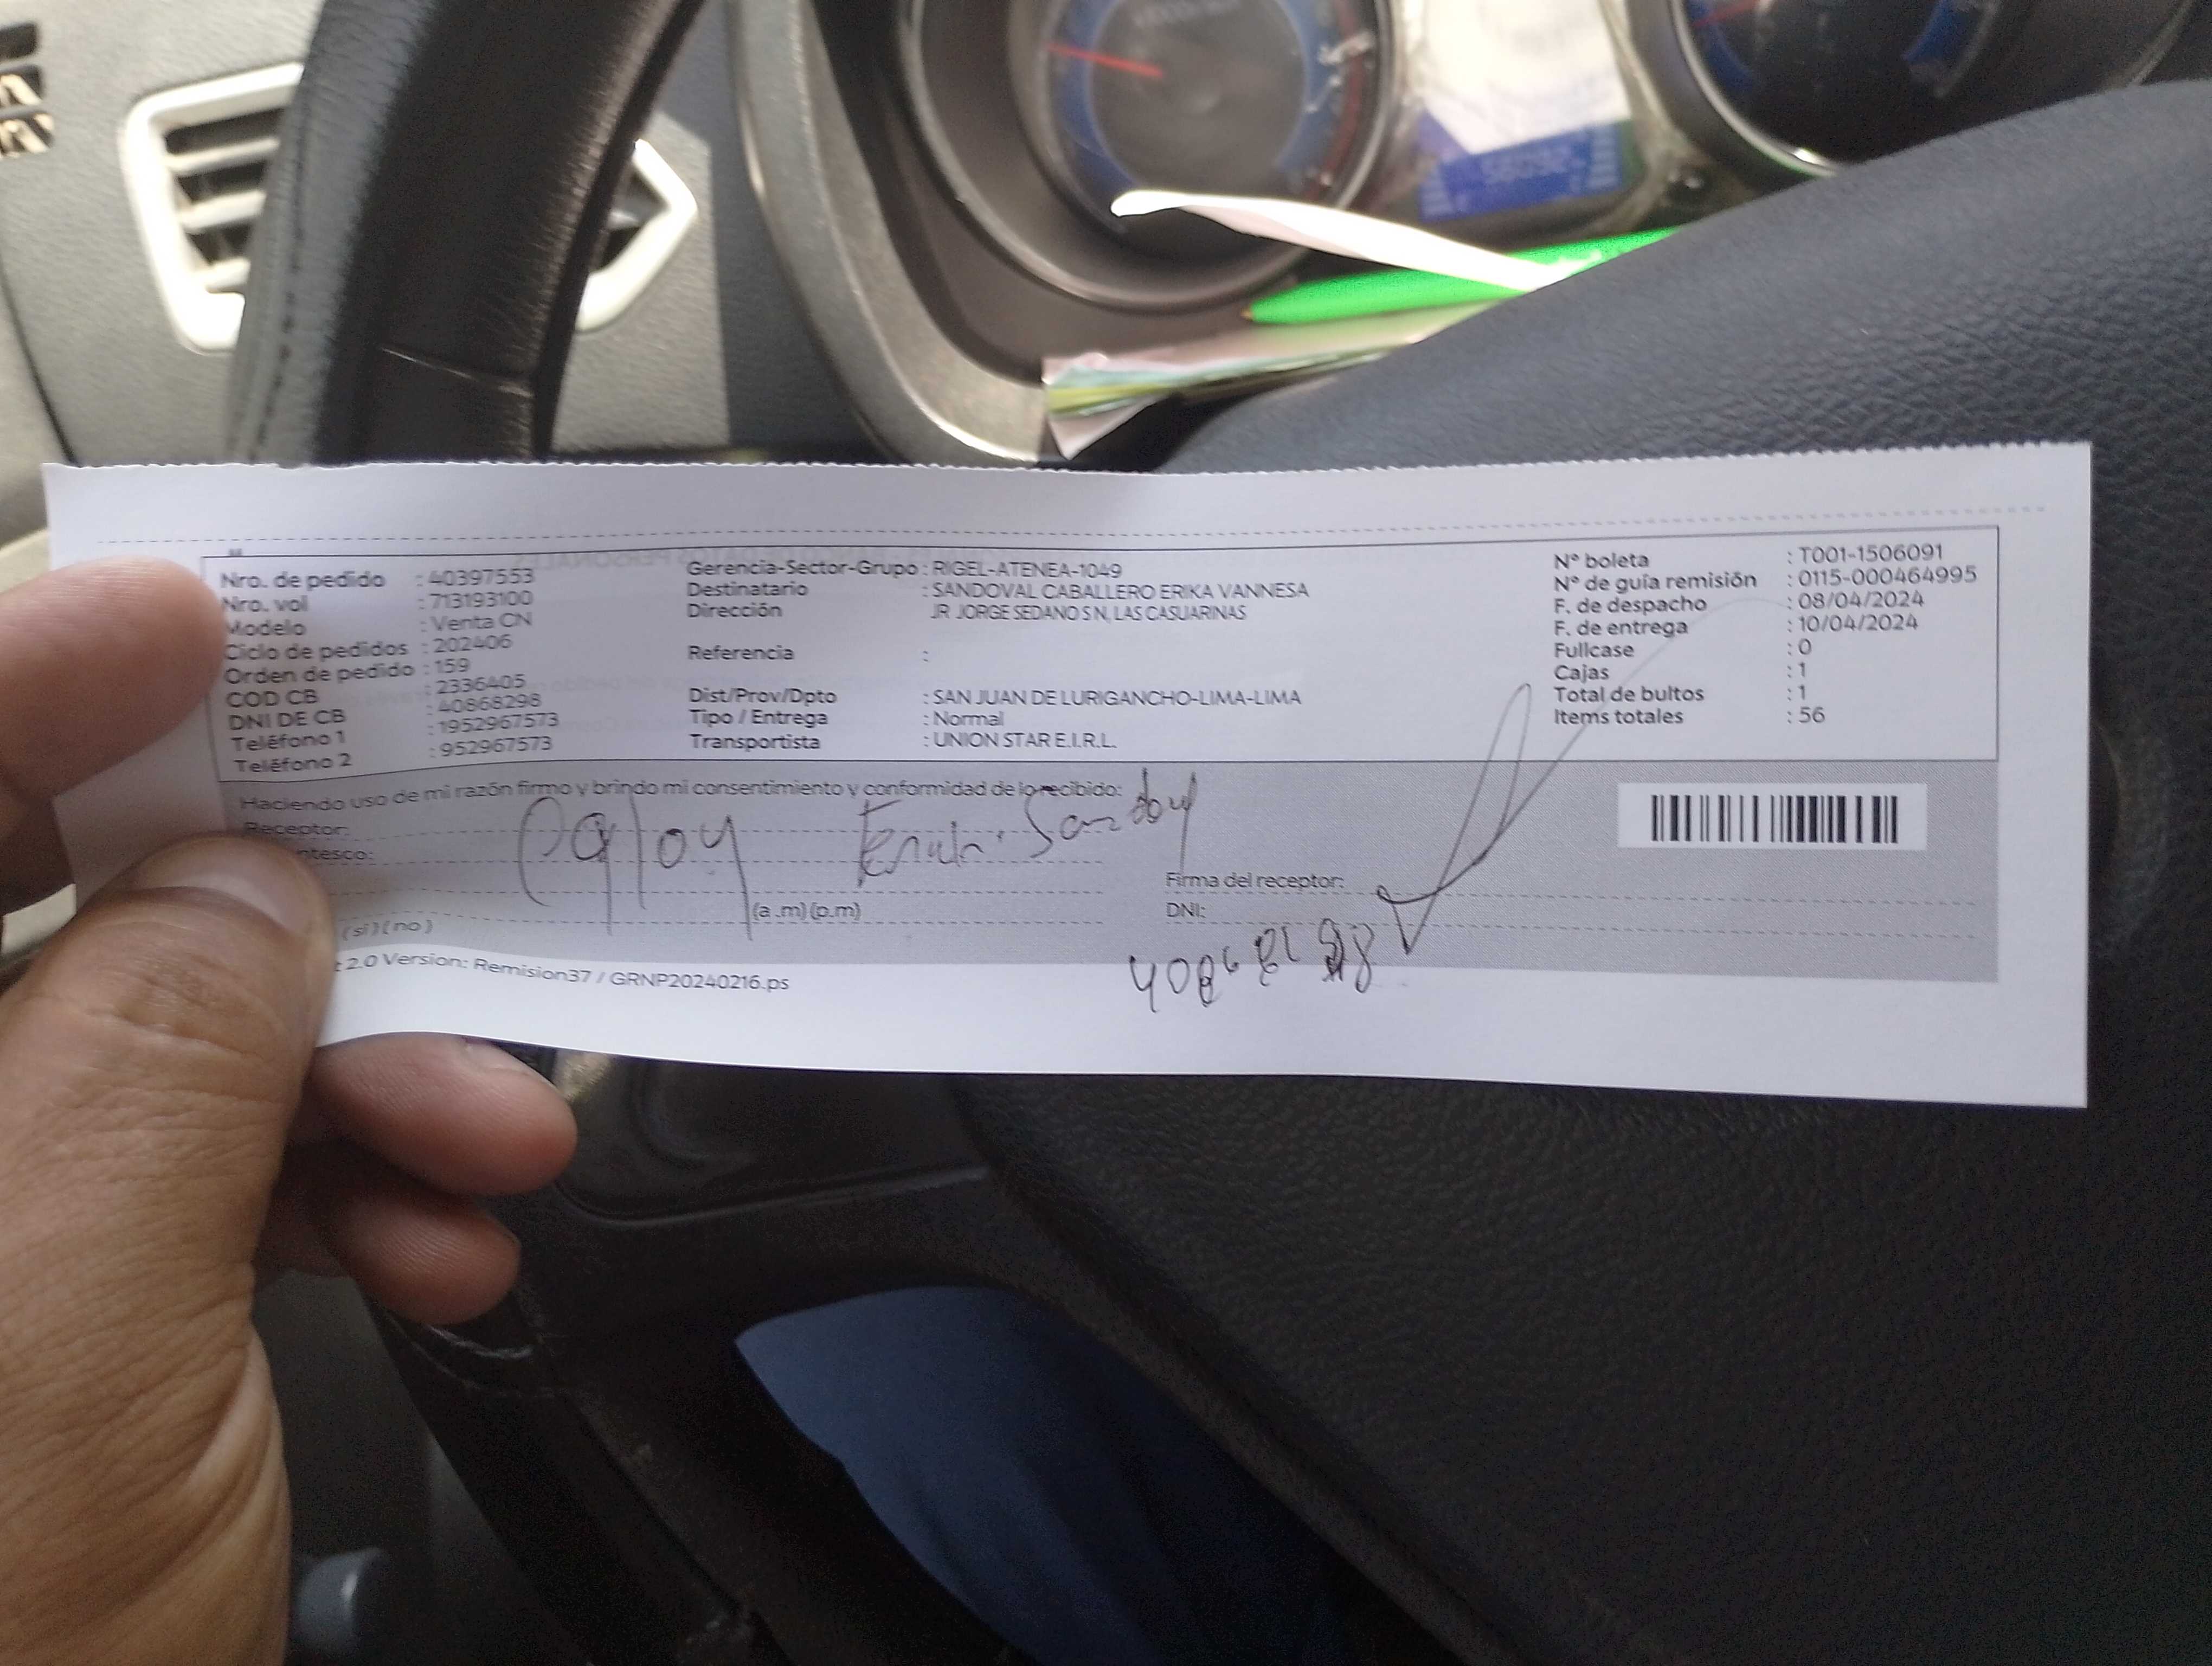 Nro. de pedido : 40397553
Nro. vol : 713193100
Modelo : Venta CN
Ciclo de pedidos : 202406
Orden de pedido : 159
COD CB : 2336405
DNI DE CB : 40868298
Teléfono 1 : 1952967573
Teléfono 2 : 952967573
Gerencia-Sector-Grupo : RIGEL-ATENEA-1049
Destinatario : SANDOVAL CABALLERO ERIKA VANNESA
Dirección JR JORGE SEDANO S N, LAS CASUARINAS
Referencia :
Dist/Prov/Dpto : SAN JUAN DE LURIGANCHO-LIMA-LIMA
Tipo / Entrega : Normal
Transportista : UNION STAR E.I.R.L.
Nº boleta : T001-1506091
Nº de guía remisión : 0115-000464995
F. de despacho : 08/04/2024
F. de entrega : 10/04/2024
Fullcase : 0
Cajas : 1
Total de bultos : 1
Items totales : 56
Haciendo uso de mi razón firmo y brindo mi consentimiento y conformidad de lo recibido:
Receptor:
ntesco:
(a .m) (p.m)
(si) (no)
Firma del receptor:
DNI:
2.0 Version: Remision37 / GRNP20240216.ps